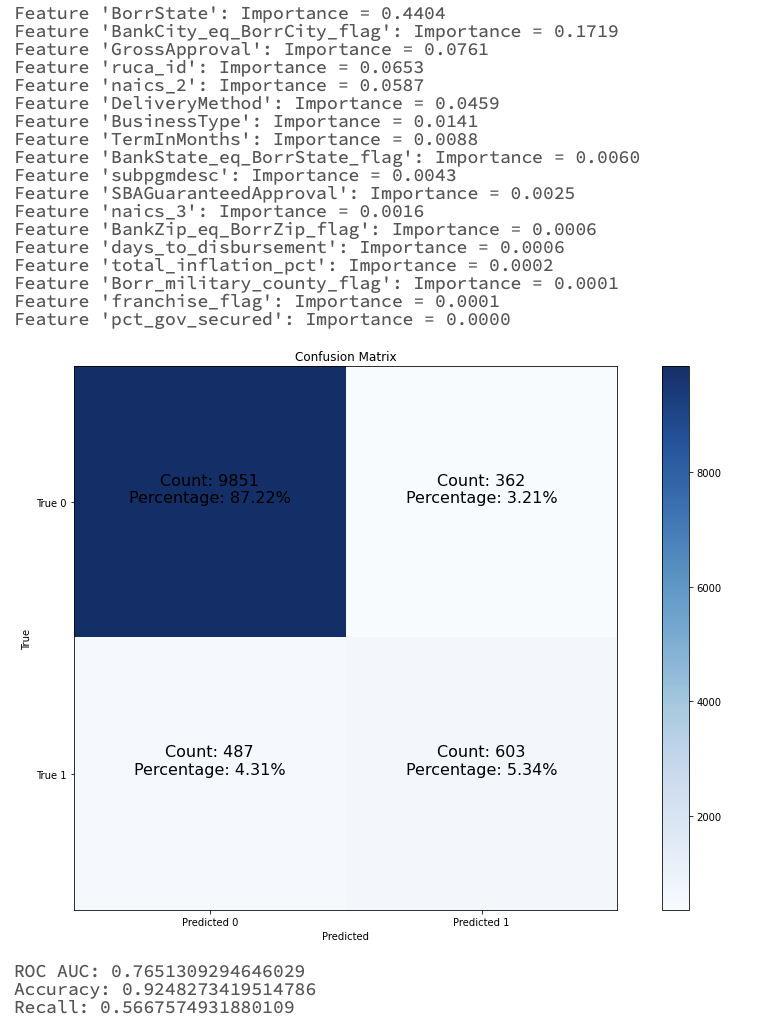 Feature 'BorrState': Importance = 0.4404
Feature 'BankCity_eq_BorrCity_flag': Importance = 0.1719
Feature 'GrossApproval': Importance = 0.0761
Feature 'ruca_id': Importance = 0.0653
Feature 'naics_2': Importance = 0.0587
Feature 'DeliveryMethod': Importance = 0.0459
Feature 'BusinessType': Importance = 0.0141
Feature 'TermInMonths': Importance = 0.0088
Feature 'BankState_eq_BorrState_flag': Importance = 0.0060
Feature 'subpgmdesc': Importance = 0.0043
Feature 'SBAGuaranteedApproval': Importance = 0.0025
Feature 'naics_3': Importance = 0.0016
Feature 'BankZip_eq_BorrZip_flag': Importance = 0.0006
Feature 'days_to_disbursement': Importance = 0.0006
Feature 'total_inflation_pct': Importance = 0.0002
Feature 'Borr_military_county_flag': Importance = 0.0001
Feature 'franchise_flag': Importance = 0.0001
Feature 'pct_gov_secured': Importance = 0.0000
Confusion Matrix
True 0
Count: 9851
Percentage: 87.22%
Count: 362
Percentage: 3.21%
True
True 1
Count: 487
Percentage: 4.31%
Count: 603
Percentage: 5.34%
Predicted 0
Predicted 1
Predicted
8000
6000
4000
2000
ROC AUC: 0.7651309294646029
Accuracy: 0.9248273419514786
Recall: 0.5667574931880109